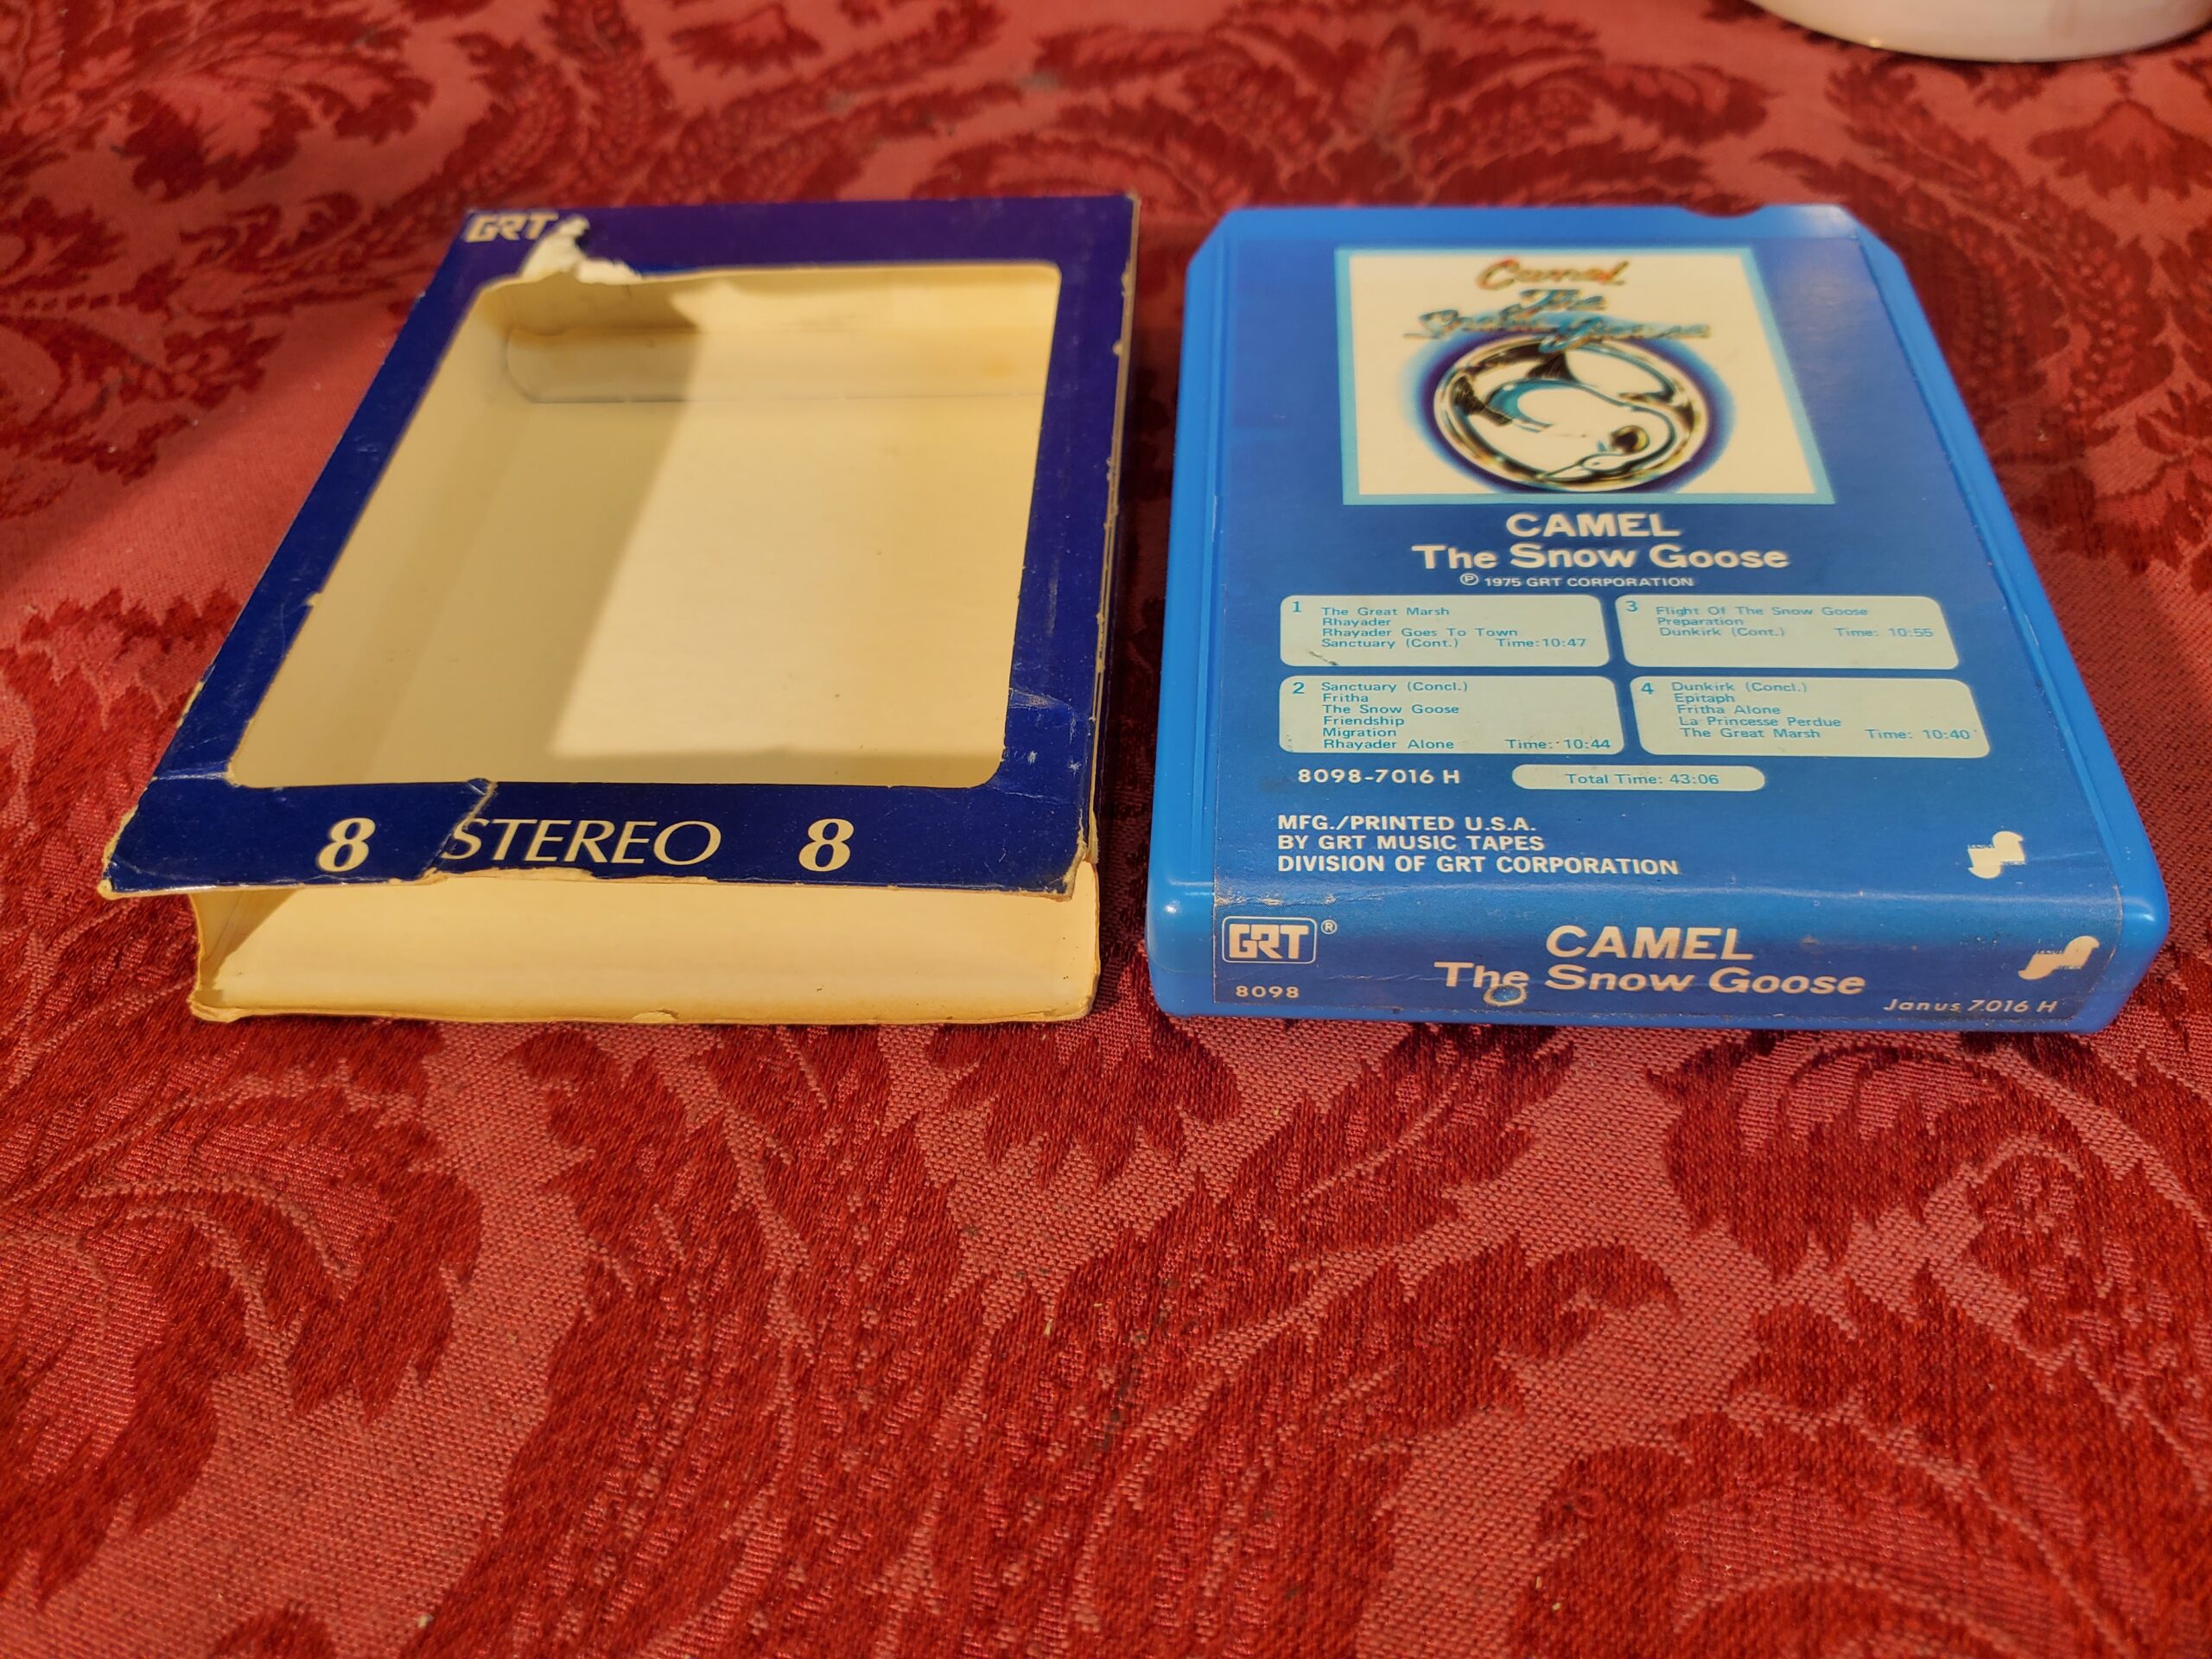 GRT
8 STEREO 8
Camel
The
Snow Goose
CAMEL
The Snow Goose
℗ 1975 GRT CORPORATION
1 The Great Marsh
Rhayader
Rhayader Goes To Town
Sanctuary (Cont.) Time:10:47
2 Sanctuary (Concl.)
Fritha
The Snow Goose
Friendship
Migration
Rhayader Alone Time: 10:44
3 Flight Of The Snow Goose
Preparation
Dunkirk (Cont.) Time: 10:55
4 Dunkirk (Concl.)
Epitaph
Fritha Alone
La Princesse Perdue
The Great Marsh Time: 10:40
8098-7016 H
Total Time: 43:06
MFG./PRINTED U.S.A.
BY GRT MUSIC TAPES
DIVISION OF GRT CORPORATION
GRT®
8098
CAMEL
The Snow Goose
Janus 7016 H